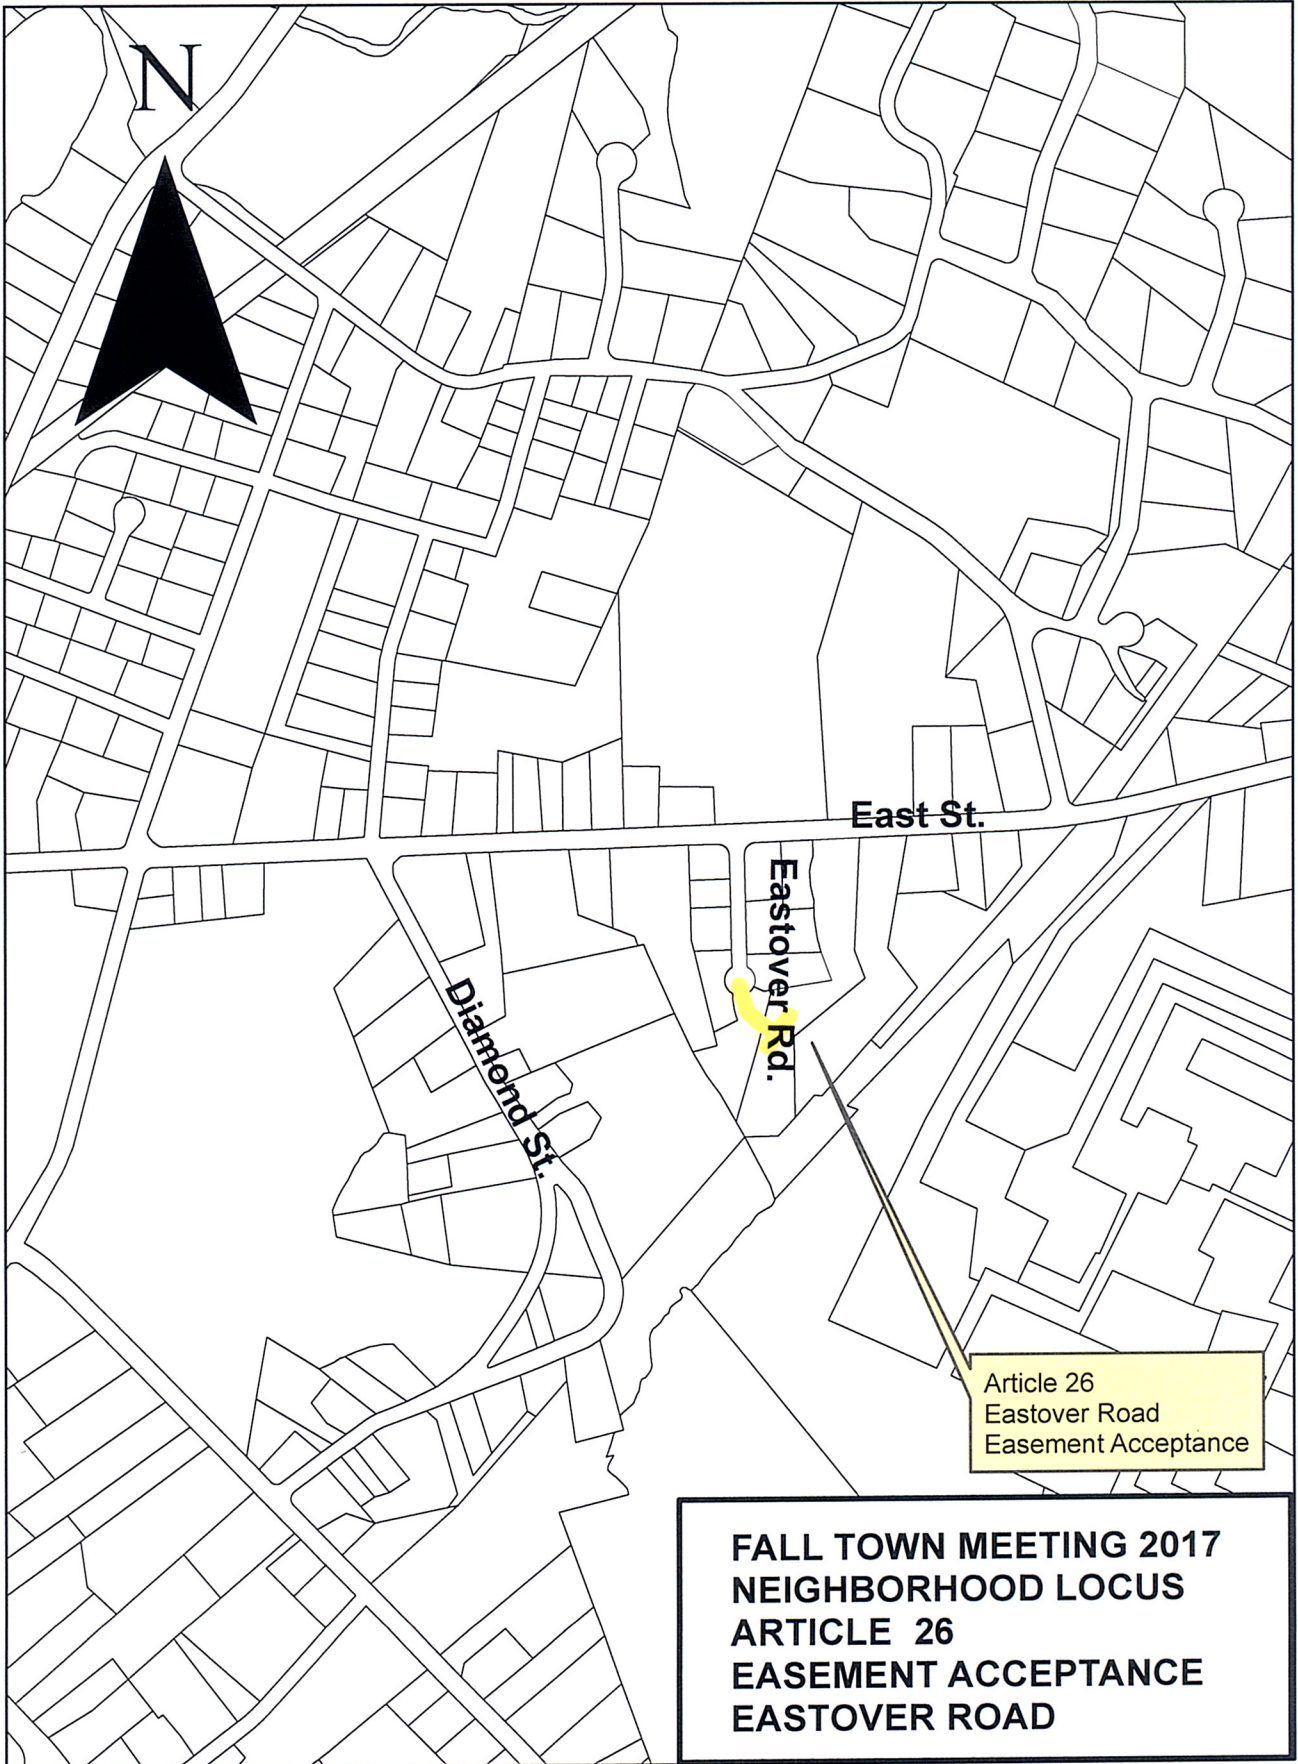 N
East St.
Eastover Rd.
Diamond St.
Article 26
Eastover Road
Easement Acceptance
FALL TOWN MEETING 2017
NEIGHBORHOOD LOCUS
ARTICLE 26
EASEMENT ACCEPTANCE
EASTOVER ROAD